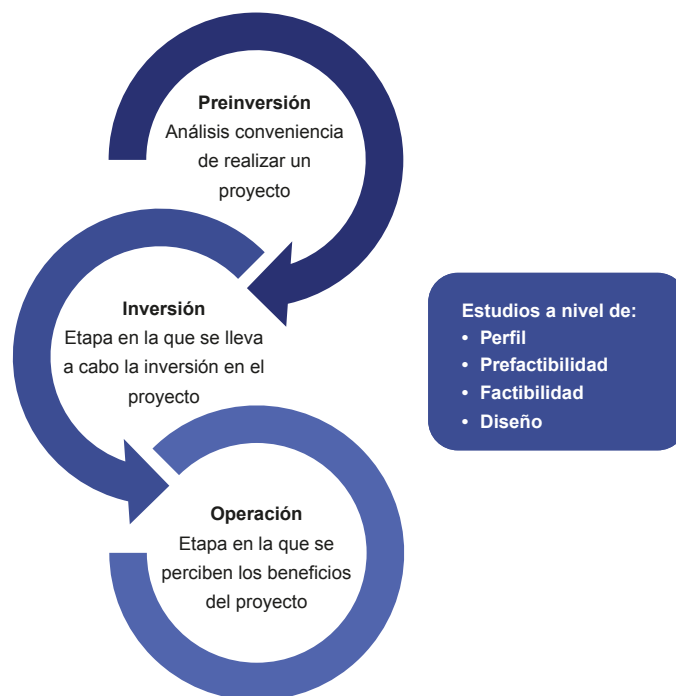 Preinversión
Análisis conveniencia
de realizar un
proyecto
Inversión
Etapa en la que se lleva
a cabo la inversión en el
proyecto
Estudios a nivel de:
• Perfil
• Prefactibilidad
• Factibilidad
• Diseño
Operación
Etapa en la que se
perciben los beneficios
del proyecto